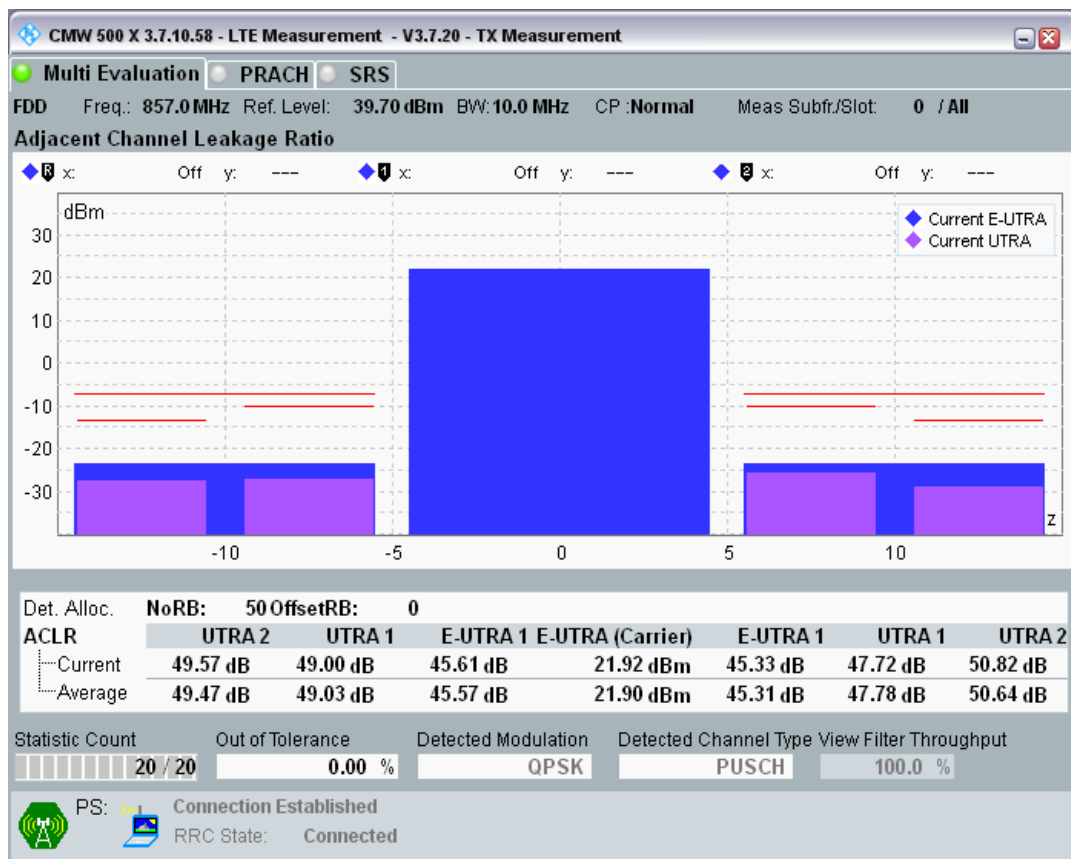 CMW 500 X 3.7.10.58 - LTE Measurement - V3.7.20 - TX Measurement
Multi Evaluation PRACH SRS
FDD Freq.: 857.0 MHz Ref. Level: 39.70 dBm BW: 10.0 MHz CP :Normal Meas Subfr./Slot: 0 / All
Adjacent Channel Leakage Ratio
R x: Off y: --- 1 x: Off y: --- 2 x: Off y: ---
dBm
Current E-UTRA
Current UTRA
30
20
10
0
-10
-20
-30
z
-10 -5 0 5 10
Det. Alloc. NoRB: 50 OffsetRB: 0
ACLR UTRA 2 UTRA 1 E-UTRA 1 E-UTRA (Carrier) E-UTRA 1 UTRA 1 UTRA 2
Current 49.57 dB 49.00 dB 45.61 dB 21.92 dBm 45.33 dB 47.72 dB 50.82 dB
Average 49.47 dB 49.03 dB 45.57 dB 21.90 dBm 45.31 dB 47.78 dB 50.64 dB
Statistic Count Out of Tolerance Detected Modulation Detected Channel Type View Filter Throughput
20 / 20 0.00 % QPSK PUSCH 100.0 %
PS: Connection Established
RRC State: Connected